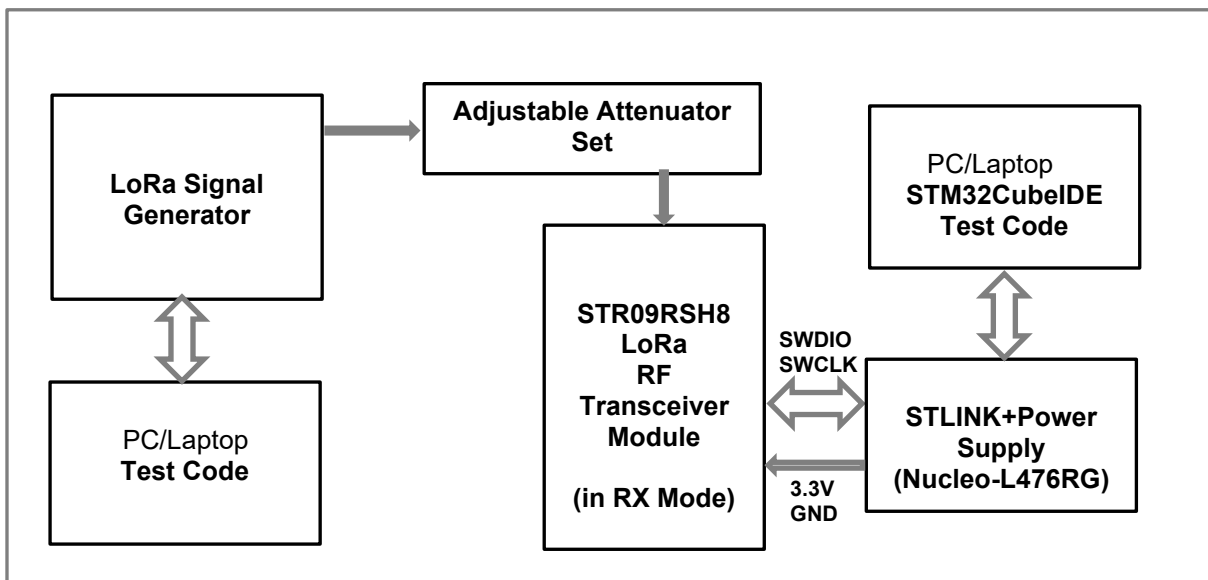 LoRa Signal
Generator
Adjustable Attenuator
Set
PC/Laptop
STM32CubeIDE
Test Code
STR09RSH8
LoRa
RF
Transceiver
Module
(in RX Mode)
SWDIO
SWCLK
3.3V
GND
PC/Laptop
Test Code
STLINK+Power
Supply
(Nucleo-L476RG)